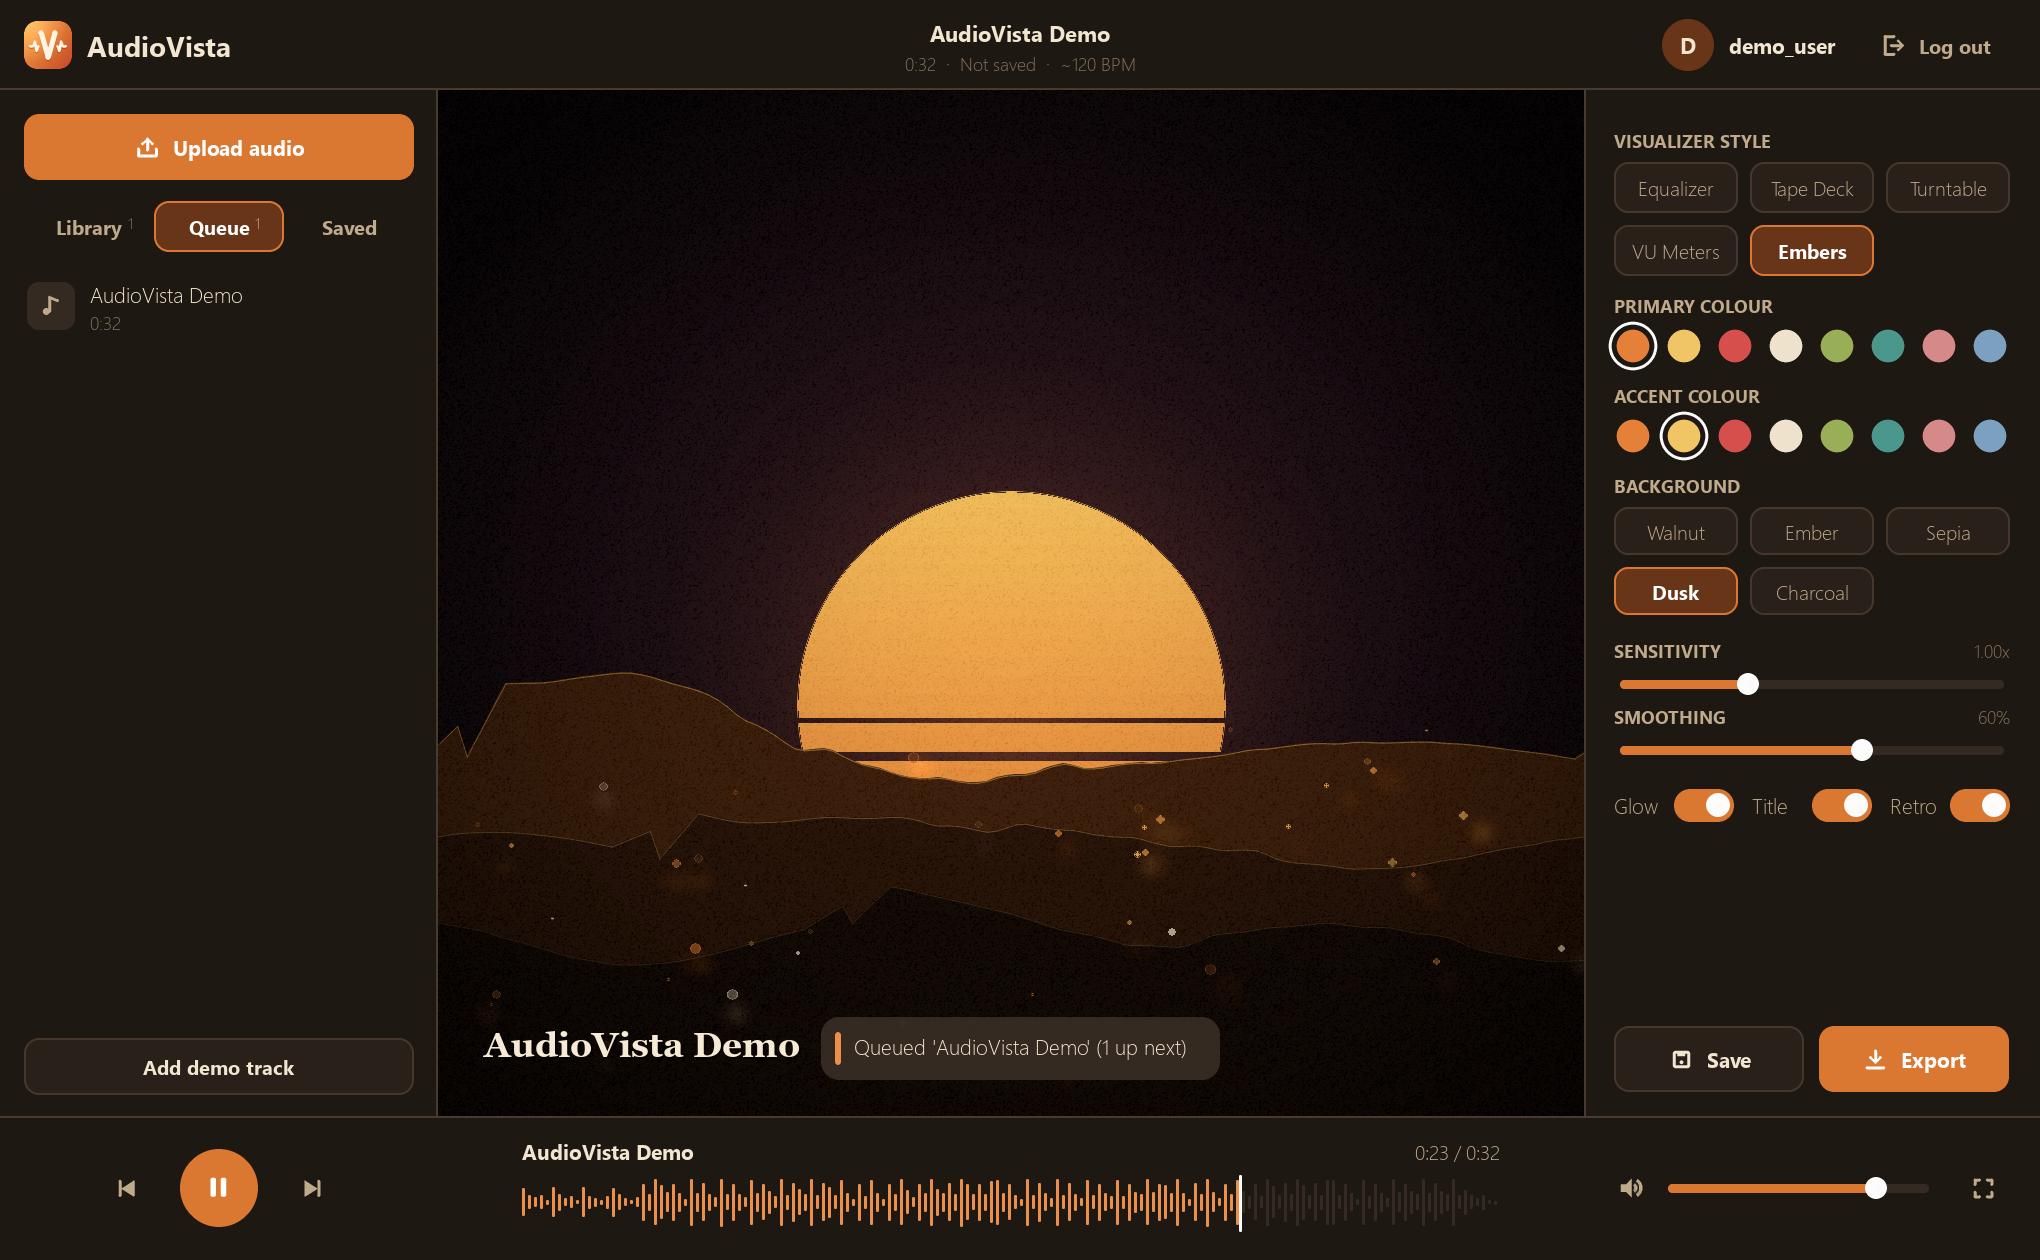 AudioVista
AudioVista Demo
0:32 · Not saved · ~120 BPM
D
demo_user
Log out
Upload audio
Library 1
Queue 1
Saved
AudioVista Demo
0:32
Add demo track
AudioVista Demo
Queued 'AudioVista Demo' (1 up next)
VISUALIZER STYLE
Equalizer
Tape Deck
Turntable
VU Meters
Embers
PRIMARY COLOUR
ACCENT COLOUR
BACKGROUND
Walnut
Ember
Sepia
Dusk
Charcoal
SENSITIVITY
1.00x
SMOOTHING
60%
Glow
Title
Retro
Save
Export
AudioVista Demo
0:23 / 0:32